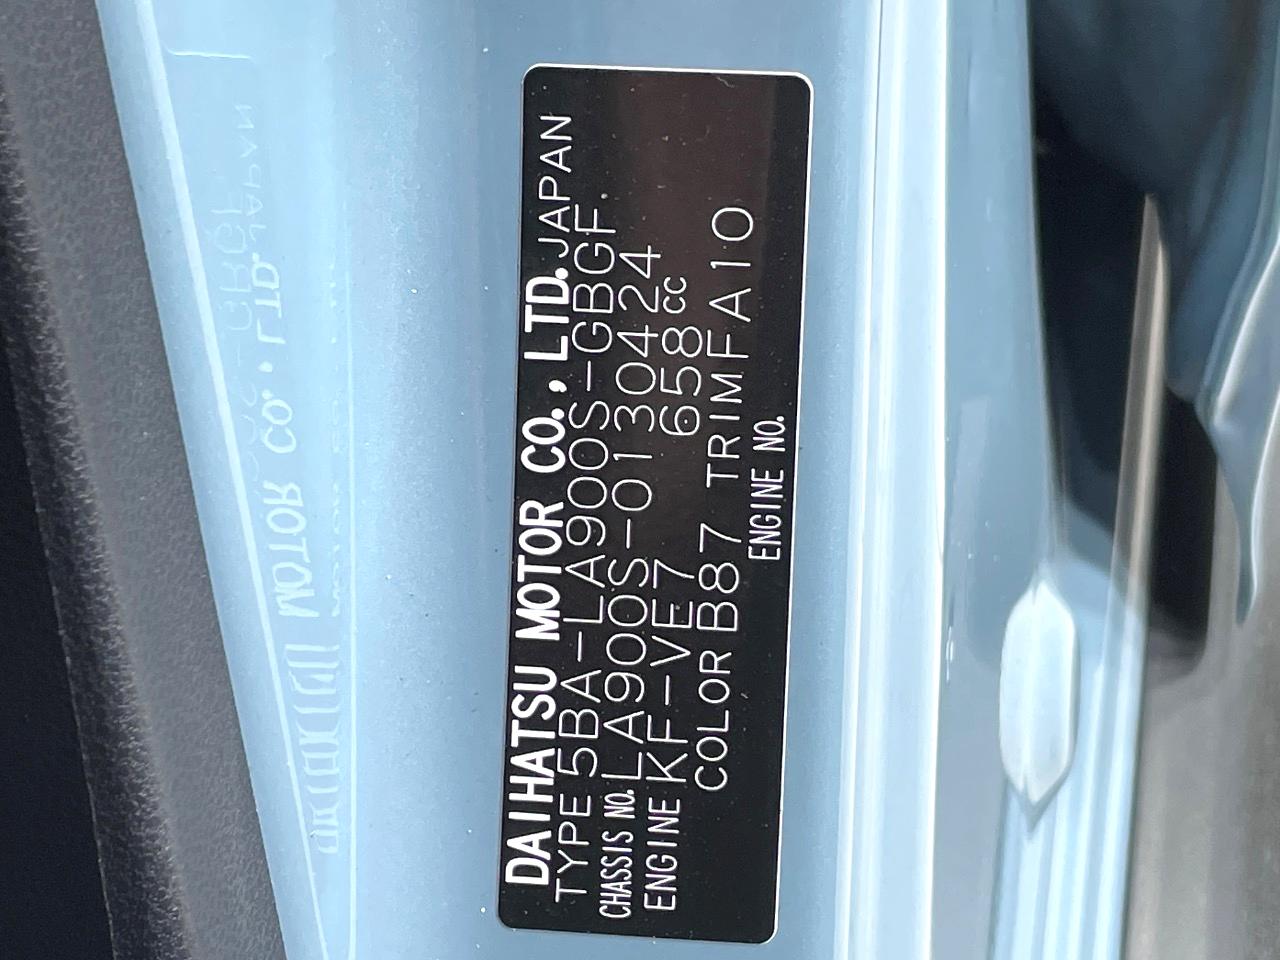 DAIHATSU MOTOR CO., LTD. JAPAN
TYPE 5BA-LA900S-GBGF.
CHASSIS NO. LA900S-0130424
ENGINE KF-VE7 658cc
COLOR B87 TRIM FA10
ENGINE NO.